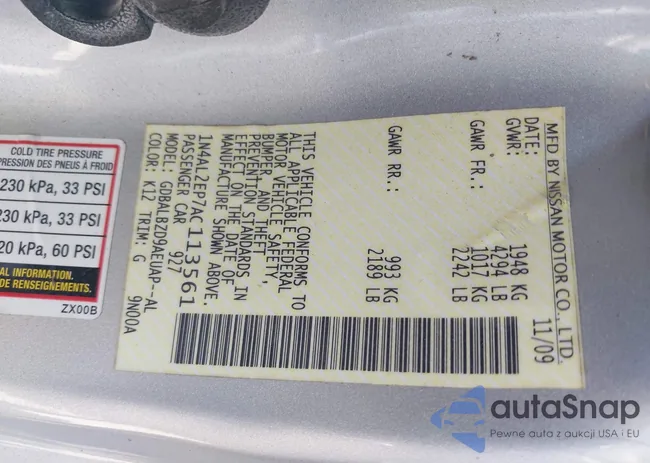 COLD TIRE PRESSURE
PRESSION DES PNEUS À FROID
230 kPa, 33 PSI
230 kPa, 33 PSI
20 kPa, 60 PSI
AL INFORMATION.
DE RENSEIGNEMENTS.
ZX00B
MFD BY NISSAN MOTOR CO., LTD.
DATE: 11/09
GVWR: 1948 KG
4294 LB
GAWR FR.: 1017 KG
2242 LB
GAWR RR.: 993 KG
2189 LB
THIS VEHICLE CONFORMS TO
ALL APPLICABLE FEDERAL
MOTOR VEHICLE SAFETY,
BUMPER, AND THEFT
PREVENTION STANDARDS IN
EFFECT ON THE DATE OF
MANUFACTURE SHOWN ABOVE.
1N4AL2EP7AC113561
PASSENGER CAR 927
MODEL: GDBALBZD9AEUAP--AL
COLOR: K12 TRIM: G 9N00A
autaSnap
Pewne auta z aukcji USA i EU